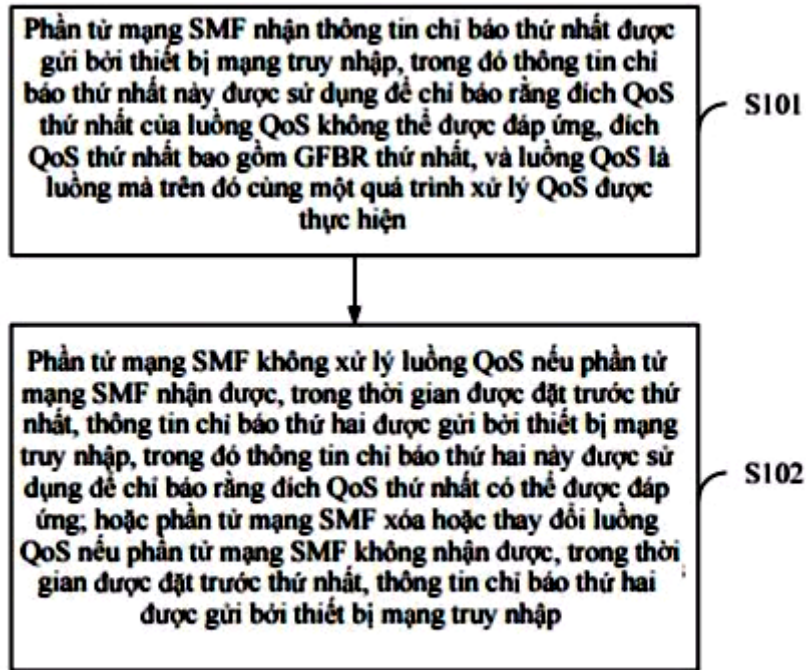 Phần tử mạng SMF nhận thông tin chỉ báo thứ nhất được
gửi bởi thiết bị mạng truy nhập, trong đó thông tin chỉ
báo thứ nhất này được sử dụng để chỉ báo rằng đích QoS
thứ nhất của luồng QoS không thể được đáp ứng, đích
QoS thứ nhất bao gồm GFBR thứ nhất, và luồng QoS là
luồng mà trên đó cùng một quá trình xử lý QoS được
thực hiện
S101
Phần tử mạng SMF không xử lý luồng QoS nếu phần tử
mạng SMF nhận được, trong thời gian được đặt trước thứ
nhất, thông tin chỉ báo thứ hai được gửi bởi thiết bị mạng
truy nhập, trong đó thông tin chỉ báo thứ hai này được sử
dụng để chỉ báo rằng đích QoS thứ nhất có thể được đáp
ứng; hoặc phần tử mạng SMF xóa hoặc thay đổi luồng
QoS nếu phần tử mạng SMF không nhận được, trong thời
gian được đặt trước thứ nhất, thông tin chỉ báo thứ hai
được gửi bởi thiết bị mạng truy nhập
S102